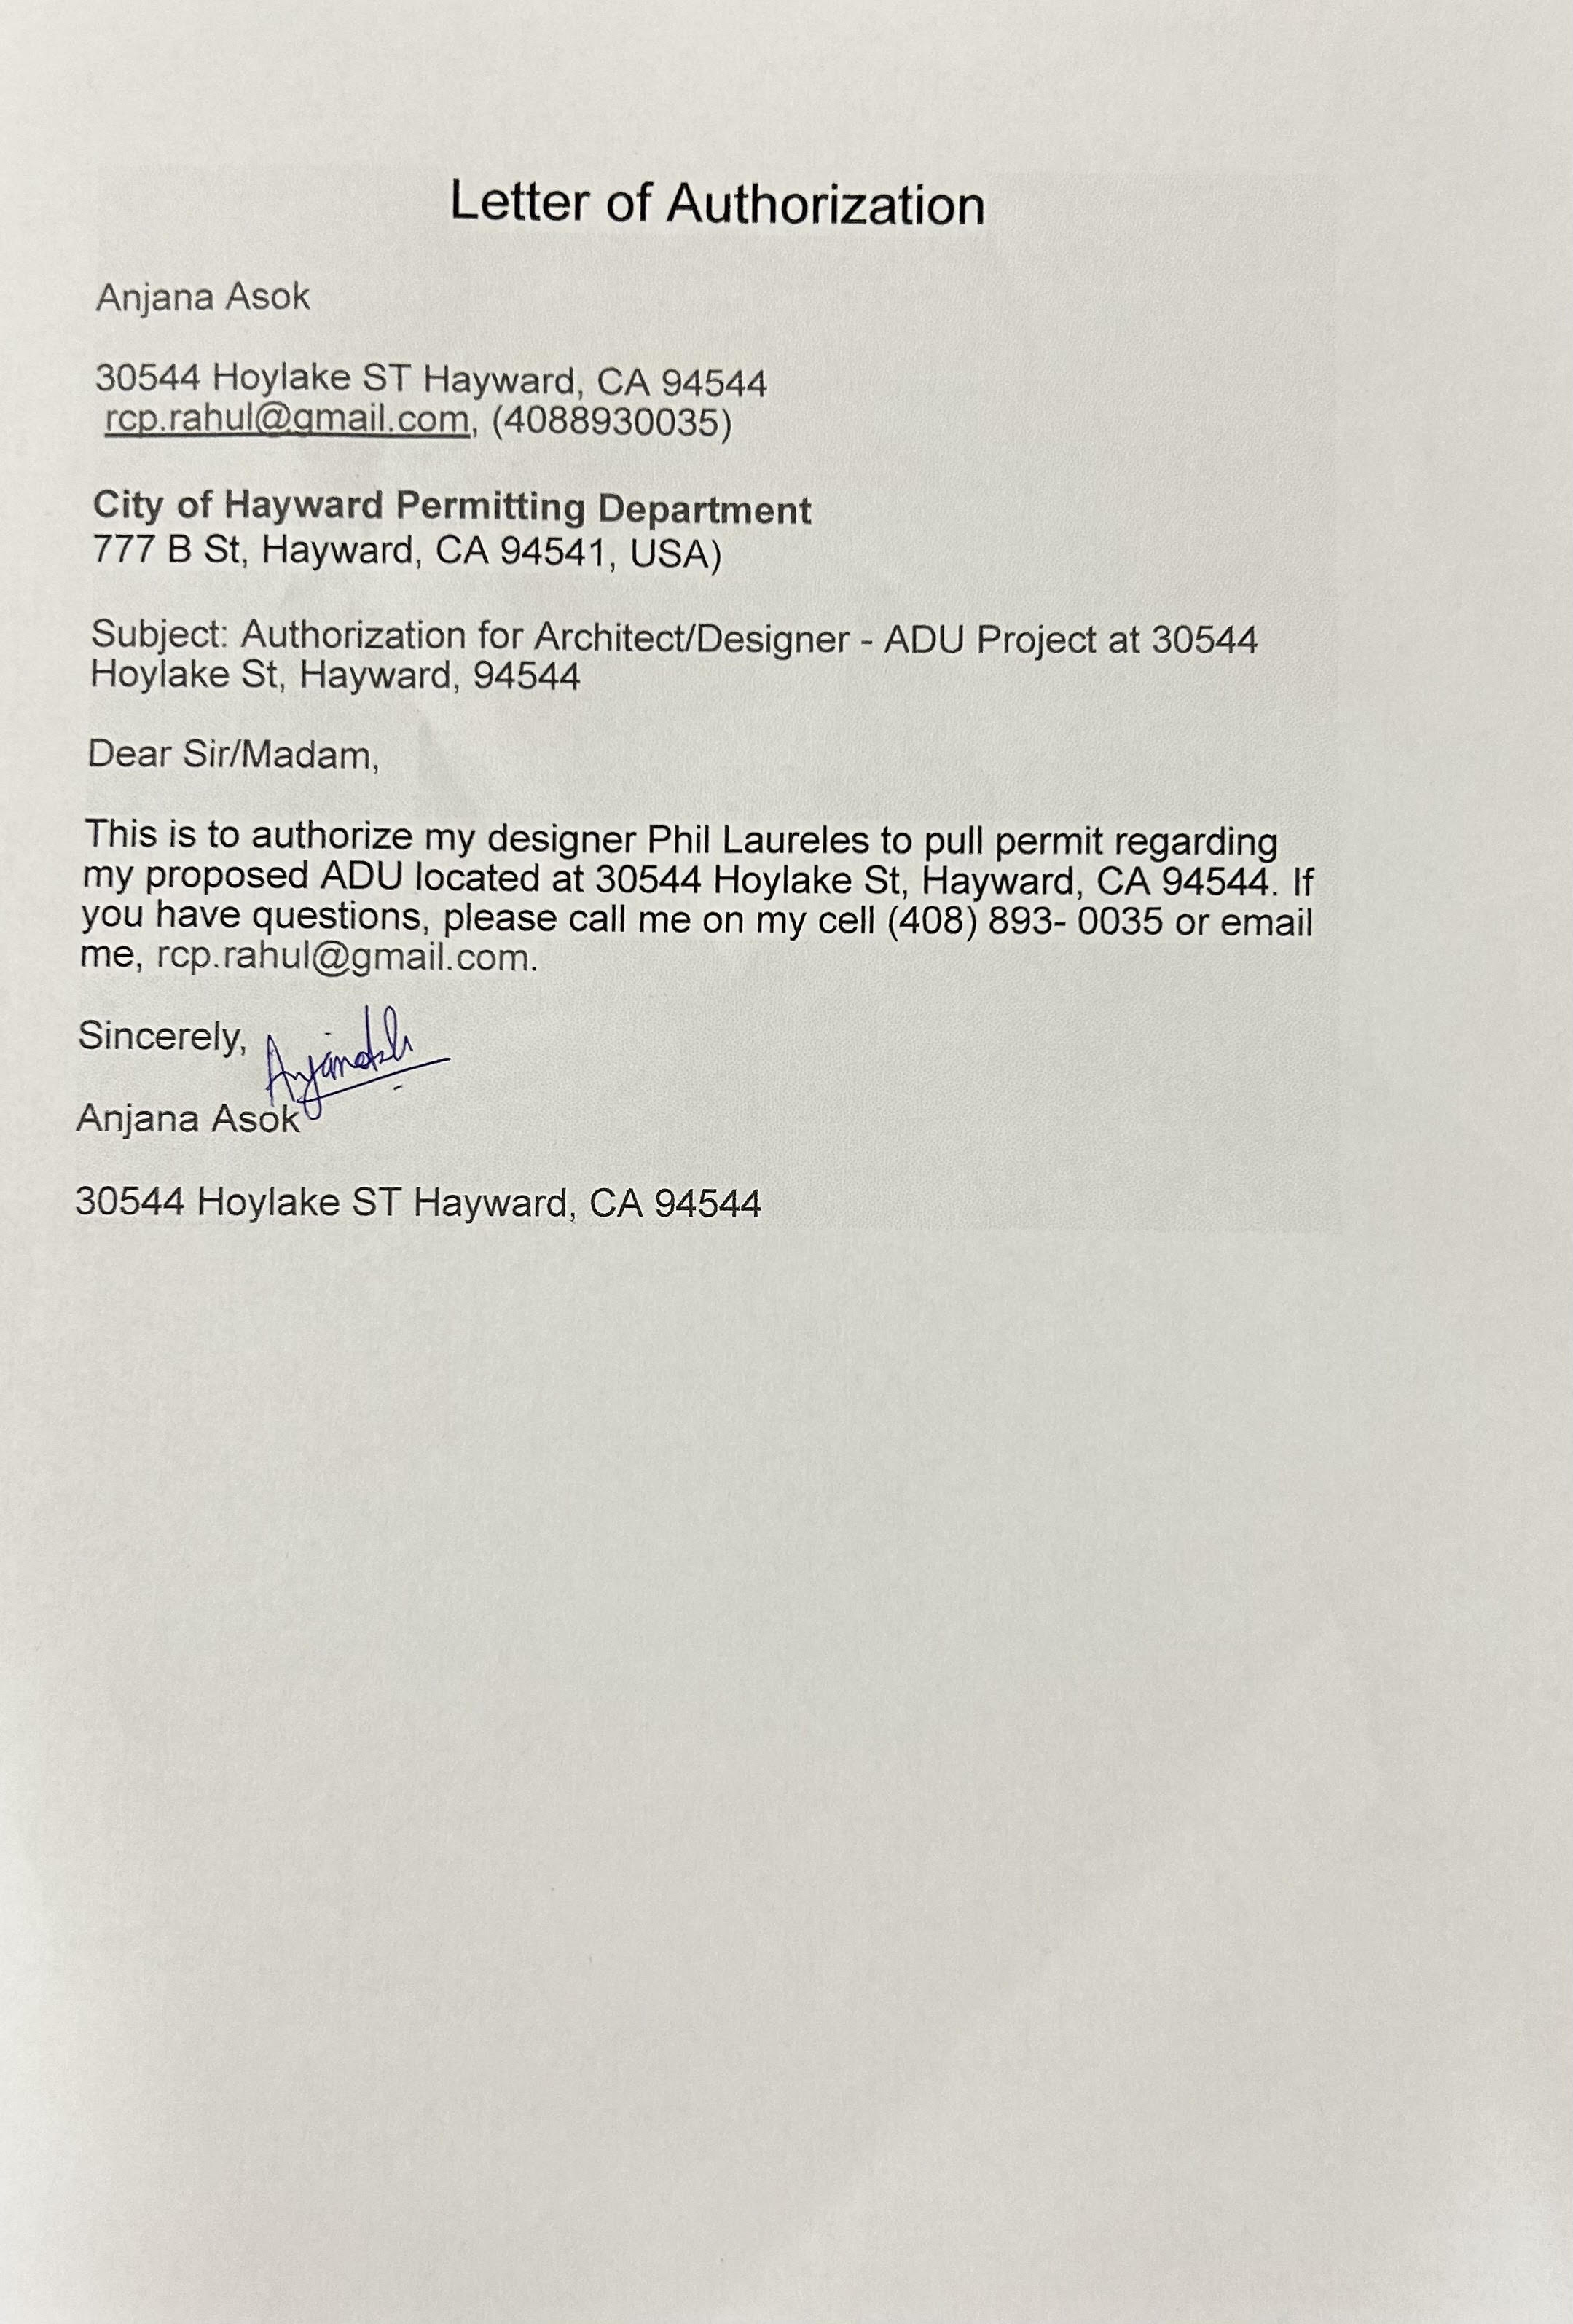 Letter of Authorization
Anjana Asok
30544 Hoylake ST Hayward, CA 94544
rcp.rahul@gmail.com, (4088930035)
City of Hayward Permitting Department
777 B St, Hayward, CA 94541, USA)
Subject: Authorization for Architect/Designer - ADU Project at 30544
Hoylake St, Hayward, 94544
Dear Sir/Madam,
This is to authorize my designer Phil Laureles to pull permit regarding
my proposed ADU located at 30544 Hoylake St, Hayward, CA 94544. If
you have questions, please call me on my cell (408) 893- 0035 or email
me, rcp.rahul@gmail.com.
Sincerely,
Anjana Asok
30544 Hoylake ST Hayward, CA 94544